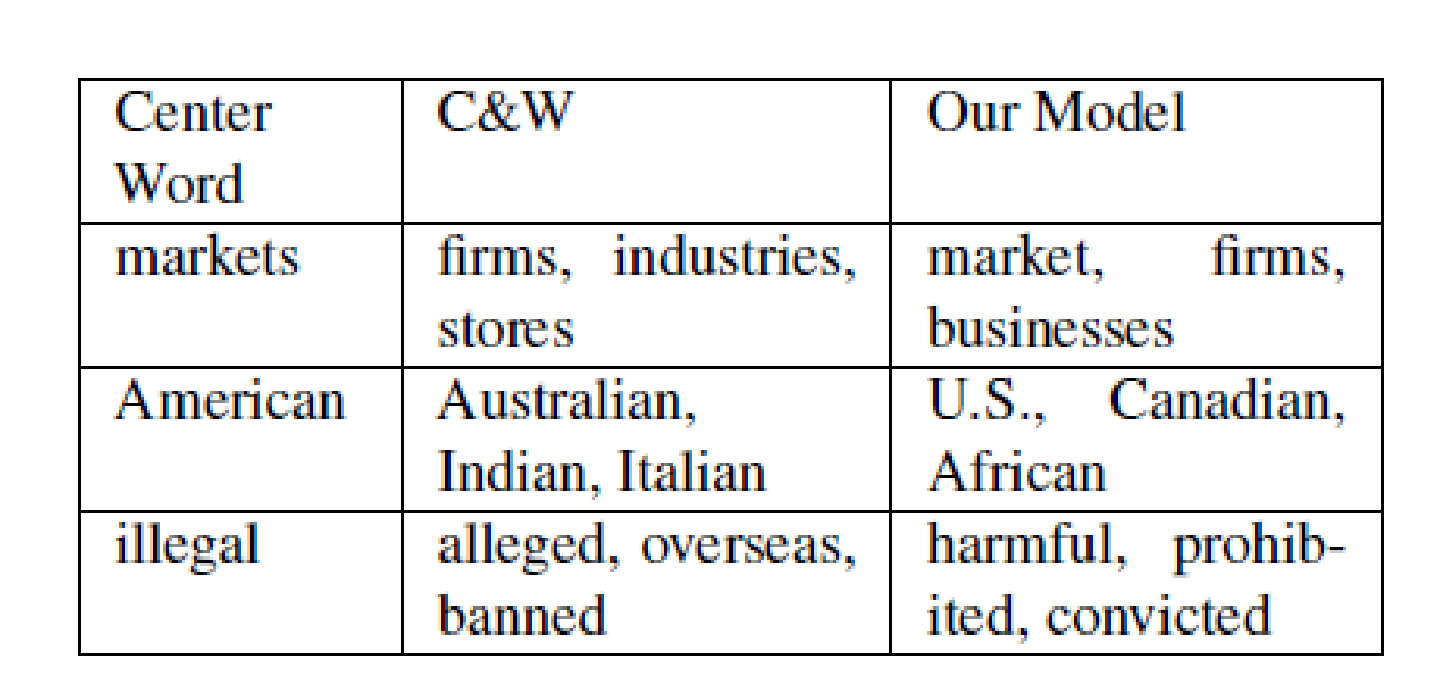 Center Word C&W Our Model
markets firms, industries, stores market, firms, businesses
American Australian, Indian, Italian U.S., Canadian, African
illegal alleged, overseas, banned harmful, prohib-ited, convicted